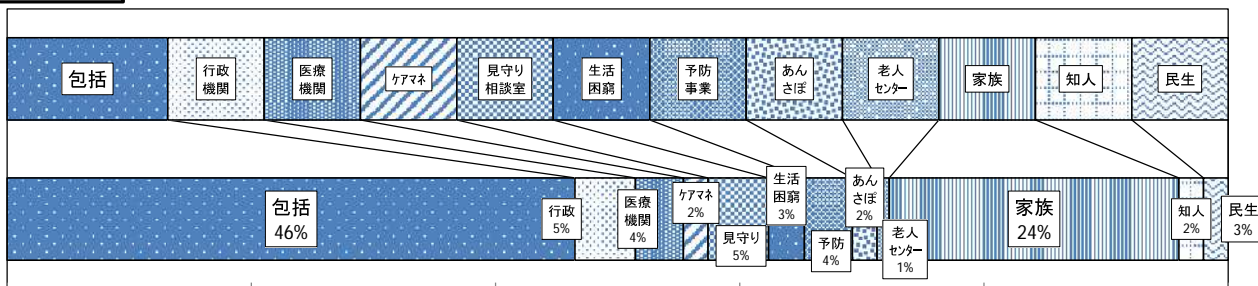 包括
行政
機関
医療
機関
ケアマネ
見守り
相談室
生活
困窮
予防
事業
あん
さぽ
老人
センター
家族
知人
民生
包括
46%
行政
5%
医療
機関
4%
ケアマネ
2%
見守り
5%
生活
困窮
3%
予防
4%
あん
さぽ
2%
老人
センター
1%
家族
24%
知人
2%
民生
3%